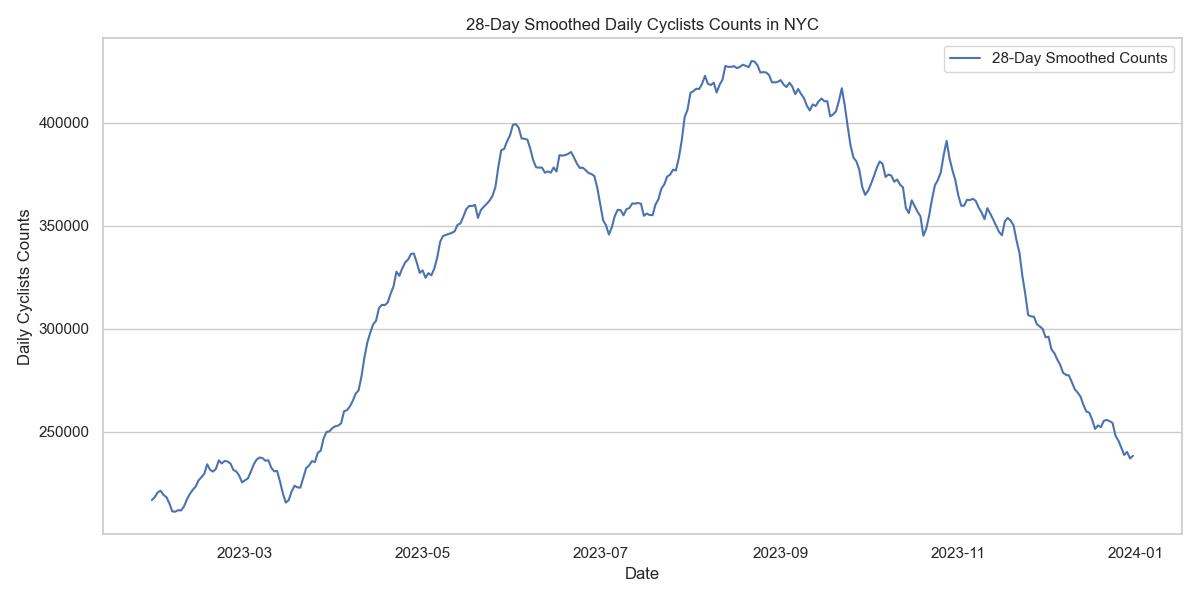 28-Day Smoothed Daily Cyclists Counts in NYC
28-Day Smoothed Counts
Daily Cyclists Counts
400000
350000
300000
250000
2023-03
2023-05
2023-07
2023-09
2023-11
2024-01
Date